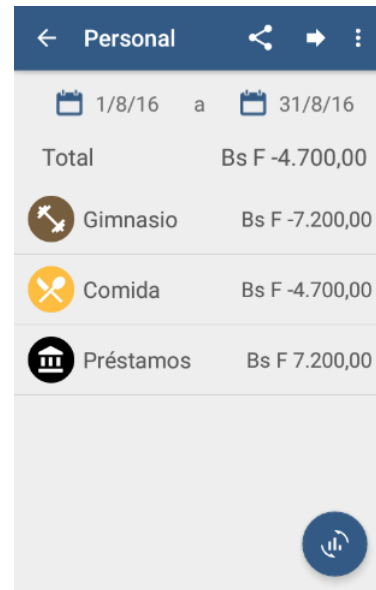 Personal
1/8/16 a 31/8/16
Total Bs F -4.700,00
Gimnasio Bs F -7.200,00
Comida Bs F -4.700,00
Préstamos Bs F 7.200,00